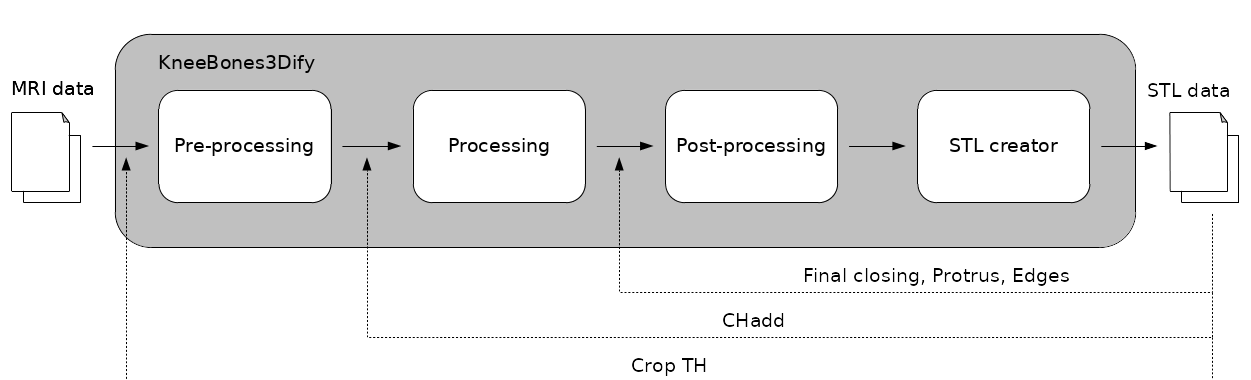 KneeBones3Dify
MRI data
STL data
Pre-processing
Processing
Post-processing
STL creator
Final closing, Protrus, Edges
CHadd
Crop TH